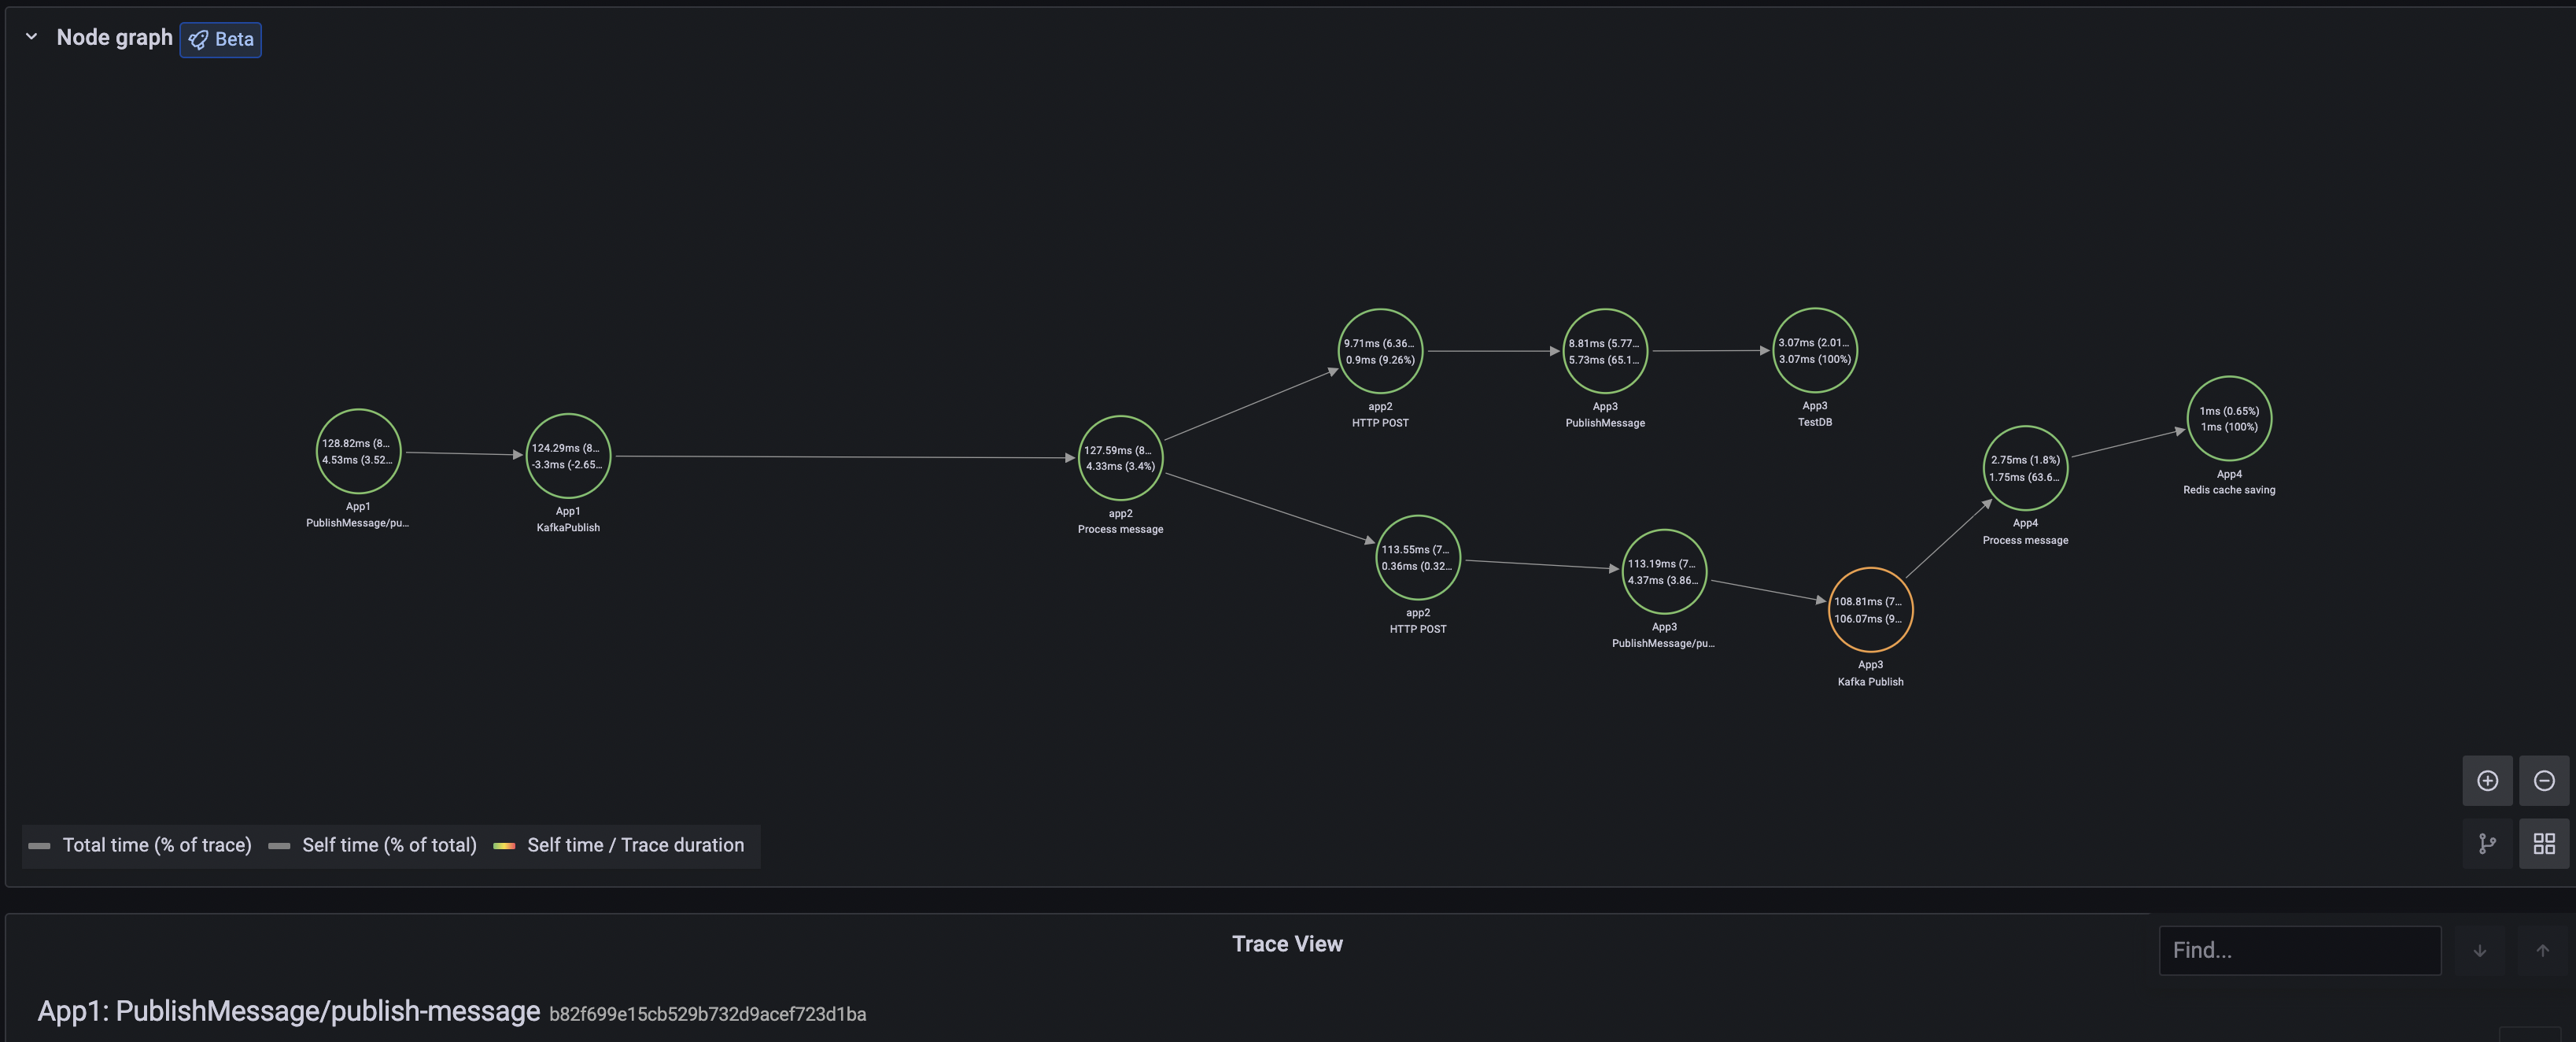 Node graph
Beta
128.82ms (8...
4.53ms (3.52...
App1
PublishMessage/pu...
124.29ms (8...
-3.3ms (-2.65...
App1
KafkaPublish
127.59ms (8...
4.33ms (3.4%)
app2
Process message
9.71ms (6.36...
0.9ms (9.26%)
app2
HTTP POST
8.81ms (5.77...
5.73ms (65.1...
App3
PublishMessage
3.07ms (2.01...
3.07ms (100%)
App3
TestDB
113.55ms (7...
0.36ms (0.32...
app2
HTTP POST
113.19ms (7...
4.37ms (3.86...
App3
PublishMessage/pu...
108.81ms (7...
106.07ms (9...
App3
Kafka Publish
2.75ms (1.8%)
1.75ms (63.6...
App4
Process message
1ms (0.65%)
1ms (100%)
App4
Redis cache saving
Total time (% of trace)
Self time (% of total)
Self time / Trace duration
Trace View
Find...
App1: PublishMessage/publish-message b82f699e15cb529b732d9acef723d1ba